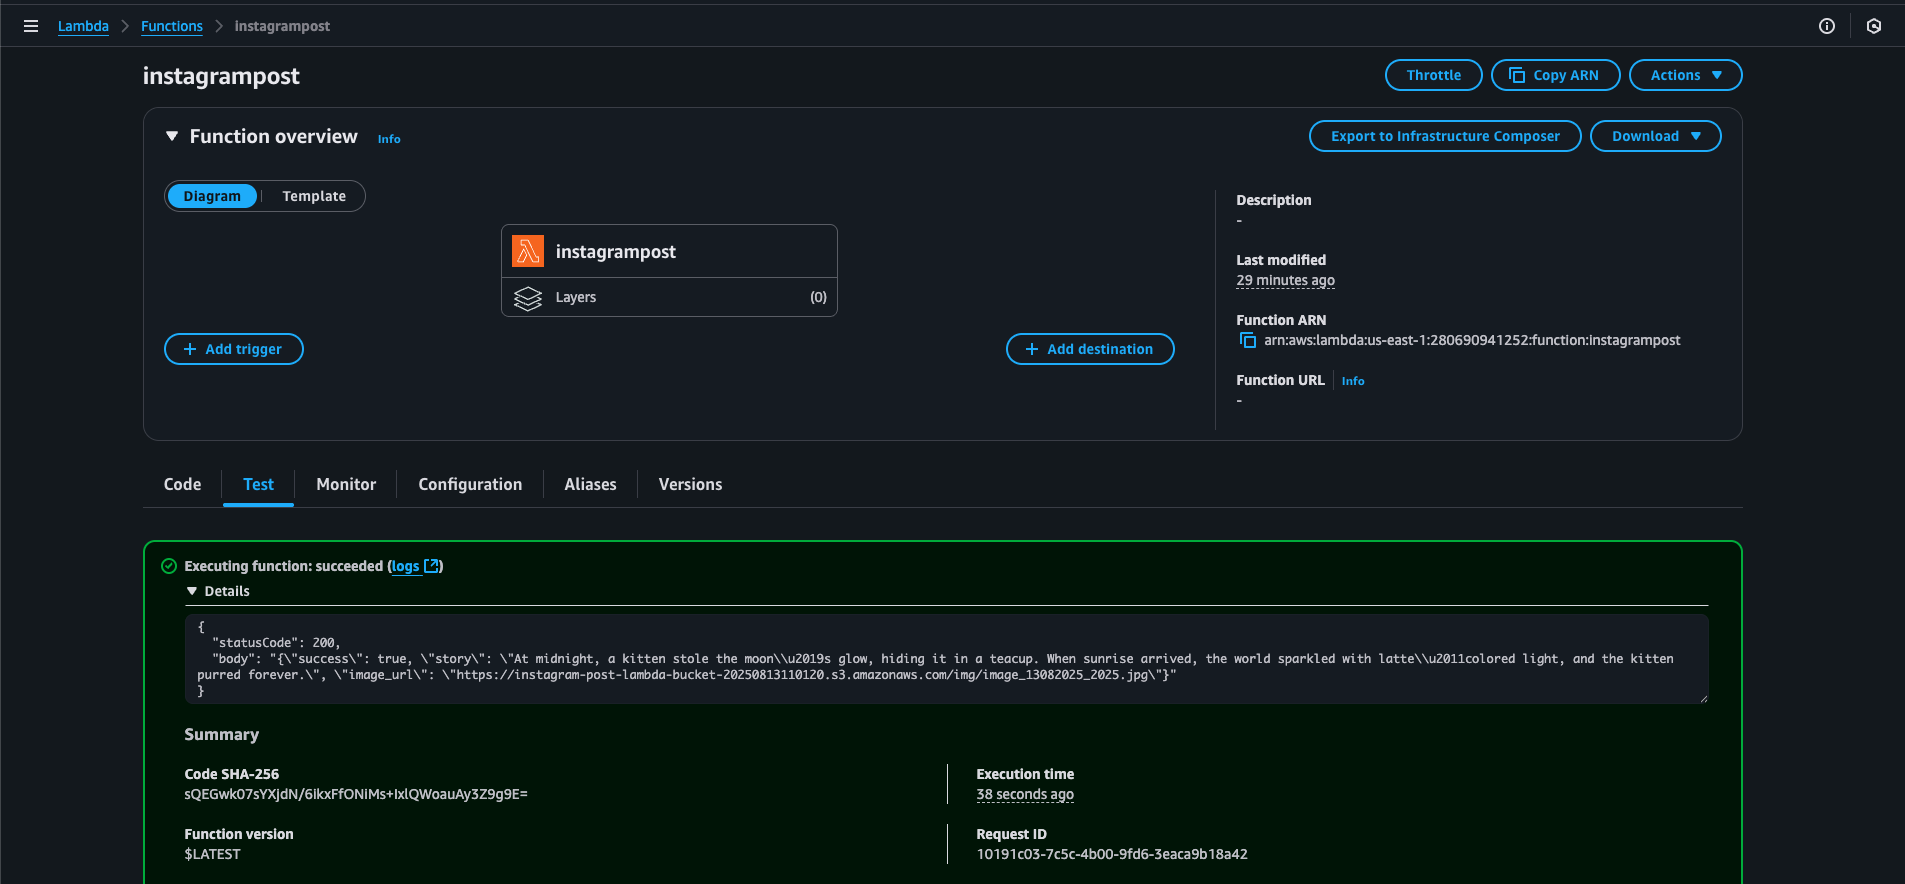 Lambda > Functions > instagrampost
instagrampost
Throttle
Copy ARN
Actions
Function overview Info
Export to Infrastructure Composer
Download
Diagram
Template
instagrampost
Layers (0)
+ Add trigger
+ Add destination
Description
-
Last modified
29 minutes ago
Function ARN
arn:aws:lambda:us-east-1:280690941252:function:instagrampost
Function URL Info
-
Code
Test
Monitor
Configuration
Aliases
Versions
Executing function: succeeded (logs)
Details
{
"statusCode": 200,
"body": "{\"success\": true, \"story\": \"At midnight, a kitten stole the moon\\u2019s glow, hiding it in a teacup. When sunrise arrived, the world sparkled with latte\\u2011colored light, and the kitten
purred forever.\", \"image_url\": \"https://instagram-post-lambda-bucket-20250813110120.s3.amazonaws.com/img/image_13082025_2025.jpg\"}"
}
Summary
Code SHA-256
sQEGwk07sYXjdN/6ikxFfONiMs+IxlQWoauAy3Z9g9E=
Execution time
38 seconds ago
Function version
$LATEST
Request ID
10191c03-7c5c-4b00-9fd6-3eaca9b18a42